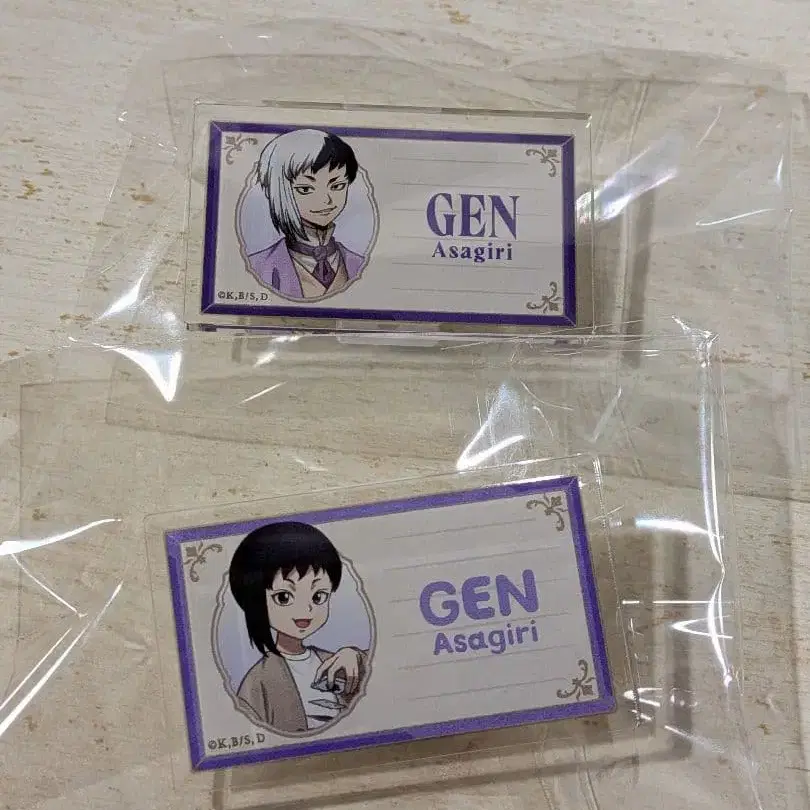 GEN
Asagiri
©K,B/S, D
GEN
Asagiri
©K,B/S, D